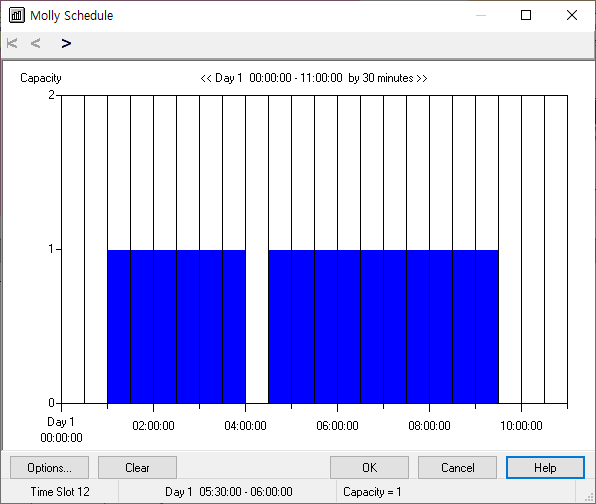 Molly Schedule
Capacity
<< Day 1 00:00:00 - 11:00:00 by 30 minutes >>
2
1
0
Day 1
00:00:00
02:00:00
04:00:00
06:00:00
08:00:00
10:00:00
Options...
Clear
OK
Cancel
Help
Time Slot 12
Day 1 05:30:00 - 06:00:00
Capacity = 1